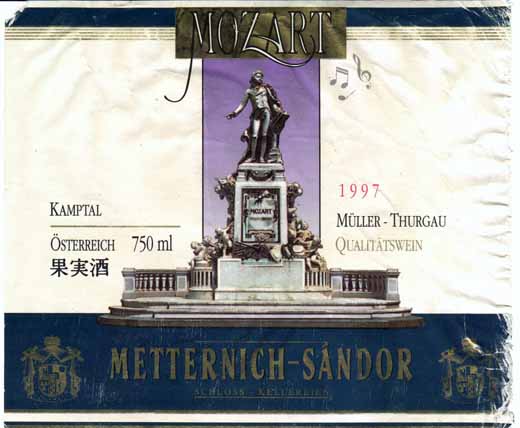 MOZART
MOZART
1997
KAMPTAL
MÜLLER-THURGAU
ÖSTERREICH 750 ml
QUALITÄTSWEIN
果実酒
METTERNICH-SÁNDOR
SCHLOSS-KELLEREIEN